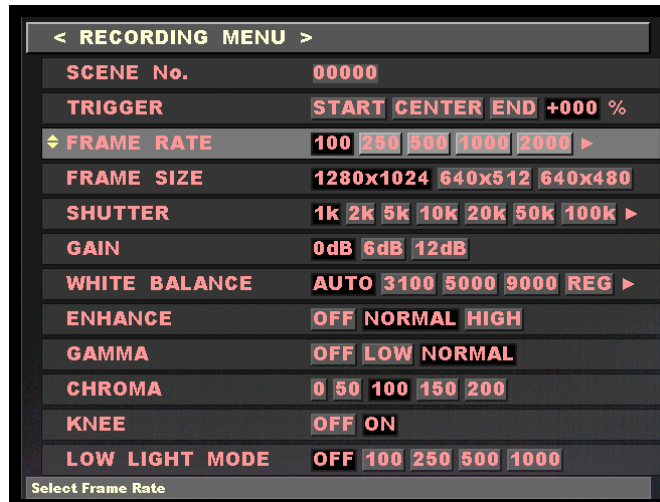 < RECORDING MENU >
SCENE No. 00000
TRIGGER START CENTER END +000 %
FRAME RATE 100 250 500 1000 2000
FRAME SIZE 1280x1024 640x512 640x480
SHUTTER 1k 2k 5k 10k 20k 50k 100k
GAIN 0dB 6dB 12dB
WHITE BALANCE AUTO 3100 5000 9000 REG
ENHANCE OFF NORMAL HIGH
GAMMA OFF LOW NORMAL
CHROMA 0 50 100 150 200
KNEE OFF ON
LOW LIGHT MODE OFF 100 250 500 1000
Select Frame Rate